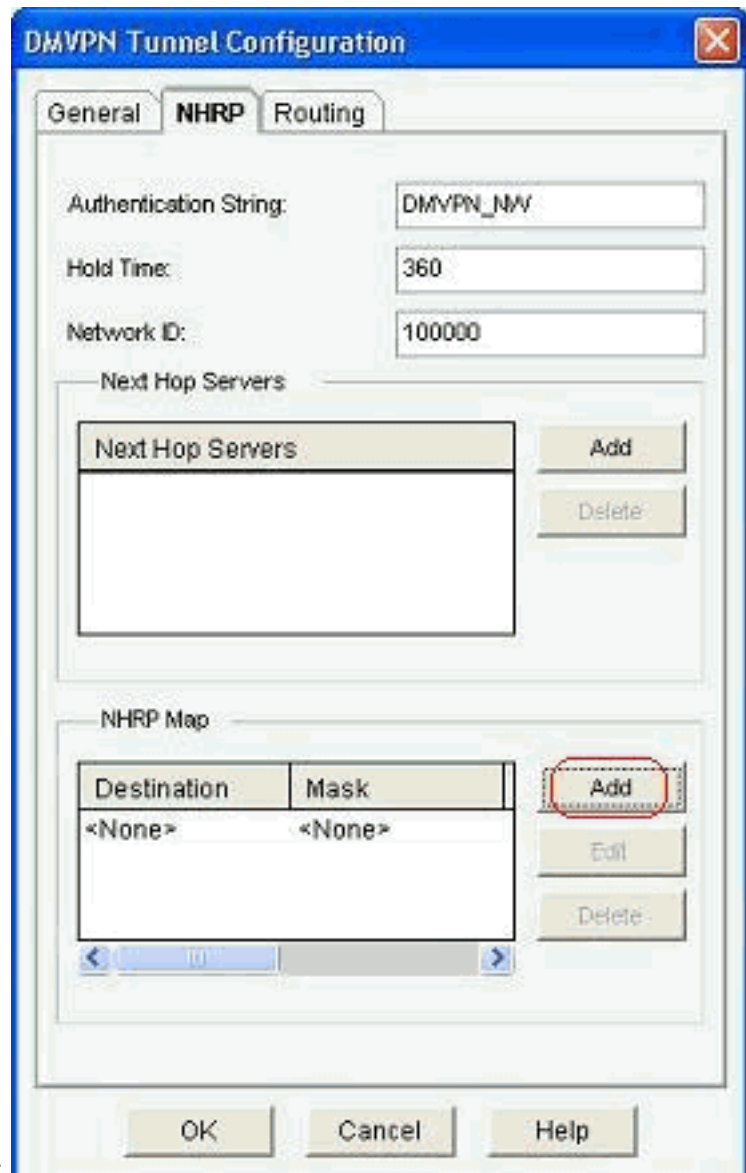 DMVPN Tunnel Configuration
General NHRP Routing
Authentication String: DMVPN_NW
Hold Time: 360
Network ID: 100000
Next Hop Servers
Next Hop Servers
Add
Delete
NHRP Map
Destination Mask
<None> <None>
Add
Edit
Delete
OK Cancel Help